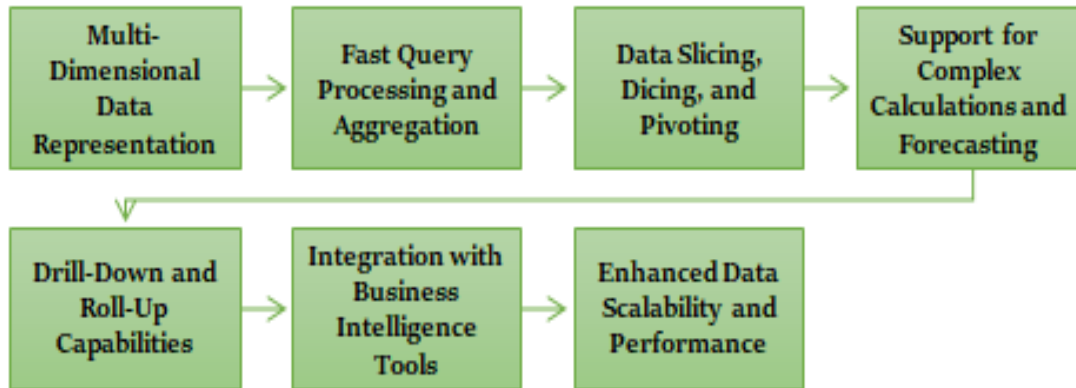 Multi-
Dimensional
Data
Representation
Fast Query
Processing and
Aggregation
Data Slicing,
Dicing, and
Pivoting
Support for
Complex
Calculations and
Forecasting
Drill-Down and
Roll-Up
Capabilities
Integration with
Business
Intelligence
Tools
Enhanced Data
Scalability and
Performance